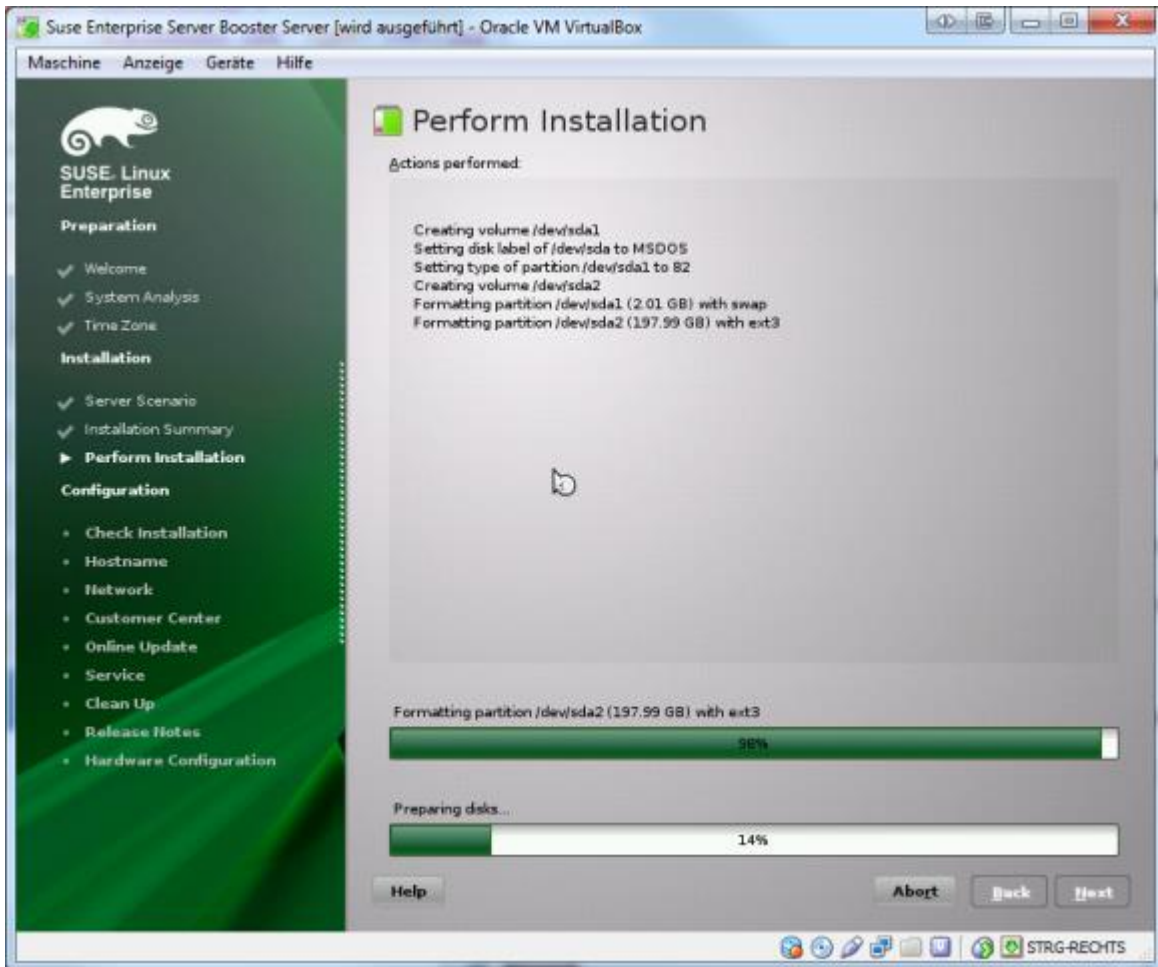 Suse Enterprise Server Booster Server [wird ausgeführt] - Oracle VM VirtualBox
Maschine Anzeige Geräte Hilfe
SUSE Linux
Enterprise
Preparation
Welcome
System Analysis
Time Zone
Installation
Server Scenario
Installation Summary
Perform Installation
Configuration
Check Installation
Hostname
Network
Customer Center
Online Update
Service
Clean Up
Release Notes
Hardware Configuration
Perform Installation
Actions performed:
Creating volume /dev/sda1
Setting disk label of /dev/sda to MSDOS
Setting type of partition /dev/sda1 to 82
Creating volume /dev/sda2
Formatting partition /dev/sda1 (2.01 GB) with swap
Formatting partition /dev/sda2 (197.99 GB) with ext3
Formatting partition /dev/sda2 (197.99 GB) with ext3
98%
Preparing disks...
14%
Help Abort Back Next
STRG-RECHTS